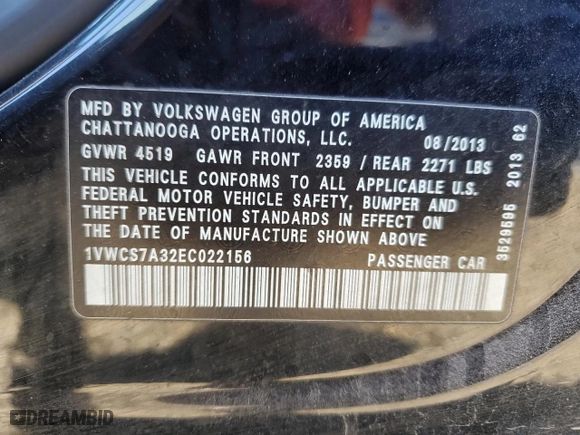 MFD BY VOLKSWAGEN GROUP OF AMERICA
CHATTANOOGA OPERATIONS, LLC. 08/2013
GVWR 4519 GAWR FRONT 2359 / REAR 2271 LBS
THIS VEHICLE CONFORMS TO ALL APPLICABLE U.S.
FEDERAL MOTOR VEHICLE SAFETY, BUMPER AND
THEFT PREVENTION STANDARDS IN EFFECT ON
THE DATE OF MANUFACTURE SHOWN ABOVE
1VWCS7A32EC022156 PASSENGER CAR
3529595 2013 62
DREAMBID